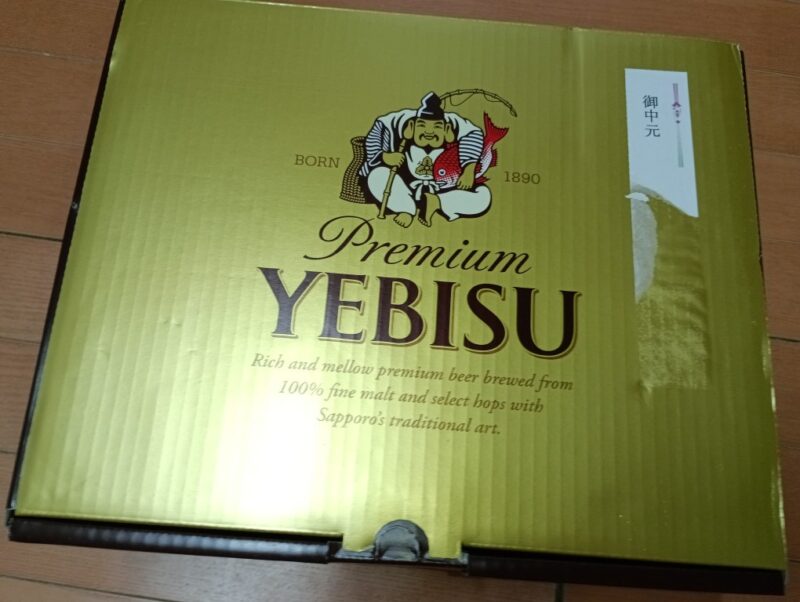 BORN 1890
Premium
YEBISU
Rich and mellow premium beer brewed from
100% fine malt and select hops with
Sapporo's traditional art.
御中元